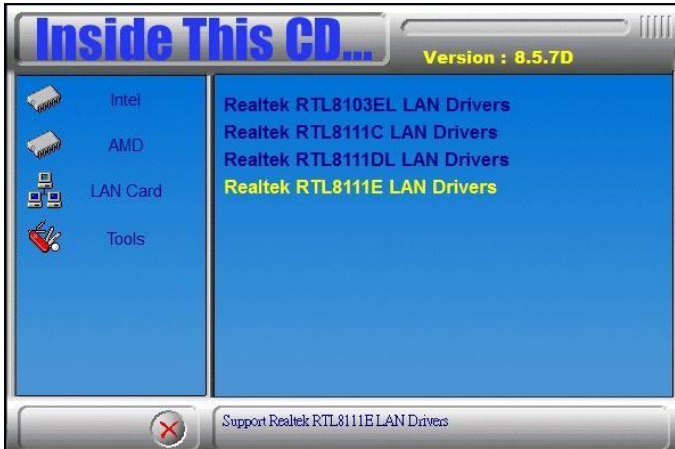 Inside This CD...
Version : 8.5.7D
Intel
AMD
LAN Card
Tools
Realtek RTL8103EL LAN Drivers
Realtek RTL8111C LAN Drivers
Realtek RTL8111DL LAN Drivers
Realtek RTL8111E LAN Drivers
Support Realtek RTL8111E LAN Drivers